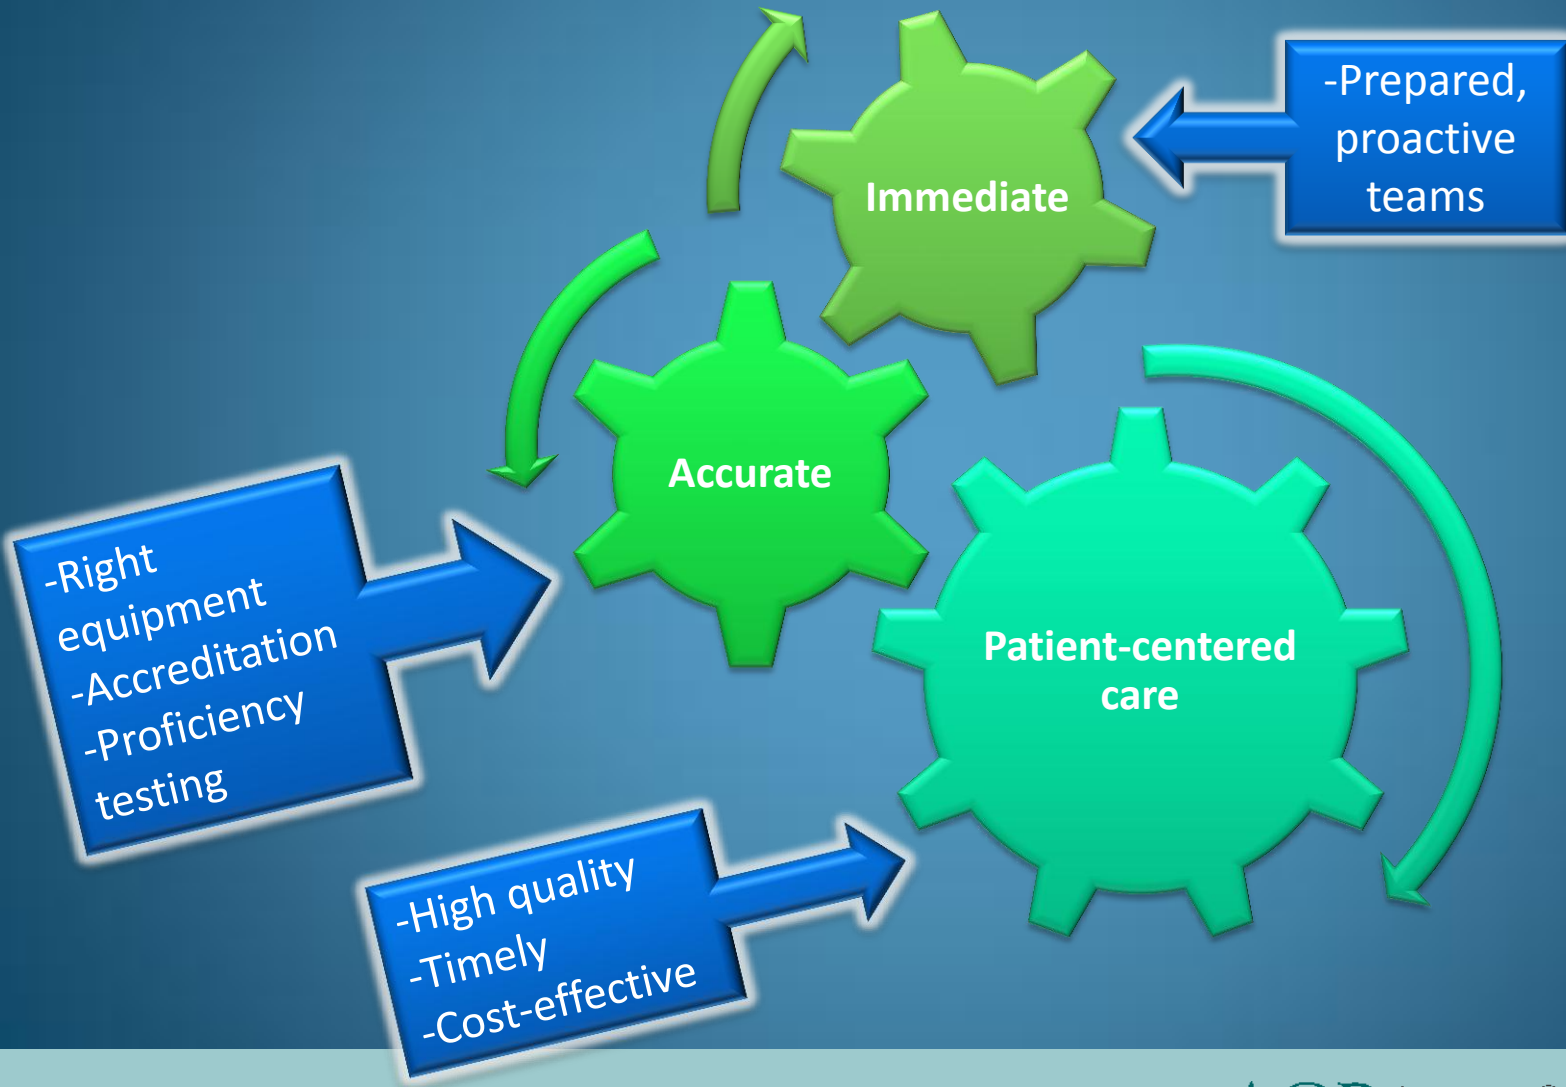 -Prepared,
proactive
teams
Immediate
Accurate
Patient-centered
care
-Right
equipment
-Accreditation
-Proficiency
testing
-High quality
-Timely
-Cost-effective